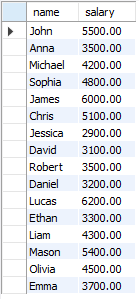 name salary
John 5500.00
Anna 3500.00
Michael 4200.00
Sophia 4800.00
James 6000.00
Chris 5100.00
Jessica 2900.00
David 3100.00
Robert 3500.00
Daniel 3200.00
Lucas 6200.00
Ethan 3300.00
Liam 4300.00
Mason 5400.00
Olivia 4500.00
Emma 3700.00